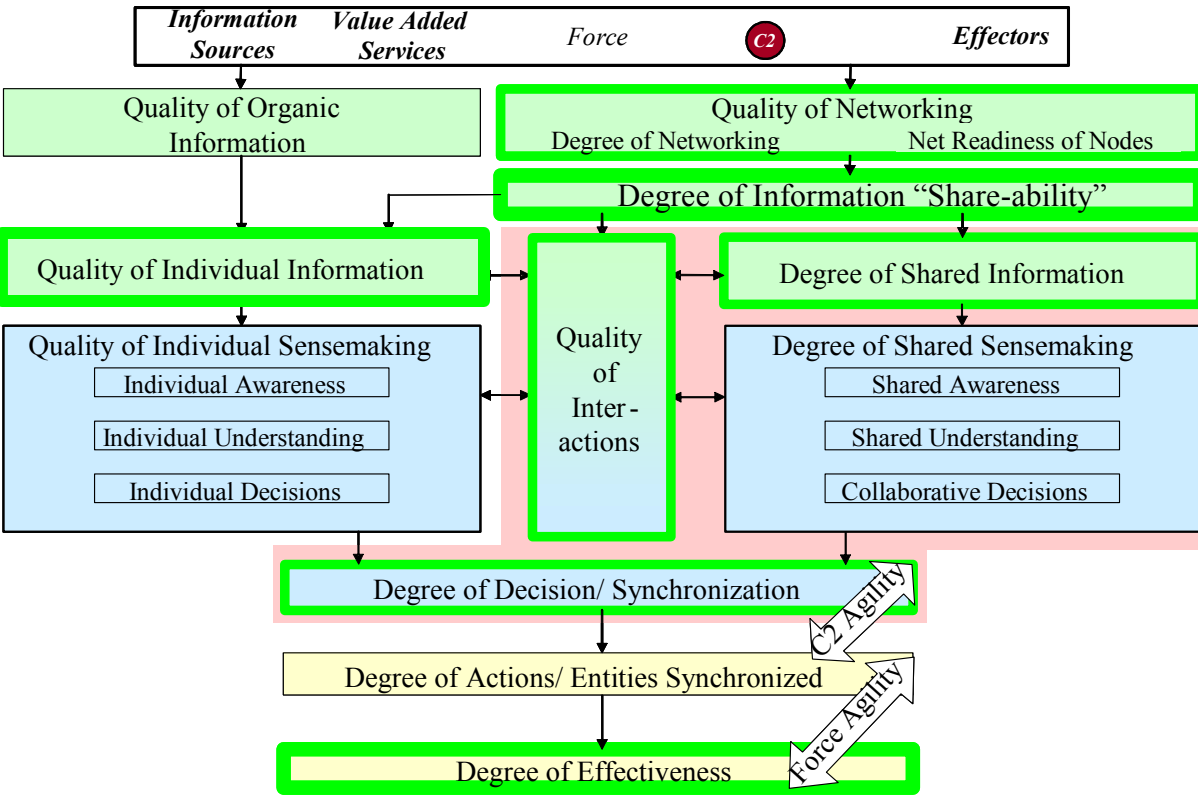 Information
Sources
Value Added
Services
Force
C2
Effectors
Quality of Organic
Information
Quality of Networking
Degree of Networking
Net Readiness of Nodes
Degree of Information “Share-ability”
Quality of Individual Information
Quality
of
Inter-
actions
Degree of Shared Information
Quality of Individual Sensemaking
Individual Awareness
Individual Understanding
Individual Decisions
Degree of Shared Sensemaking
Shared Awareness
Shared Understanding
Collaborative Decisions
Degree of Decision/ Synchronization
C2 Agility
Degree of Actions/ Entities Synchronized
Force Agility
Degree of Effectiveness